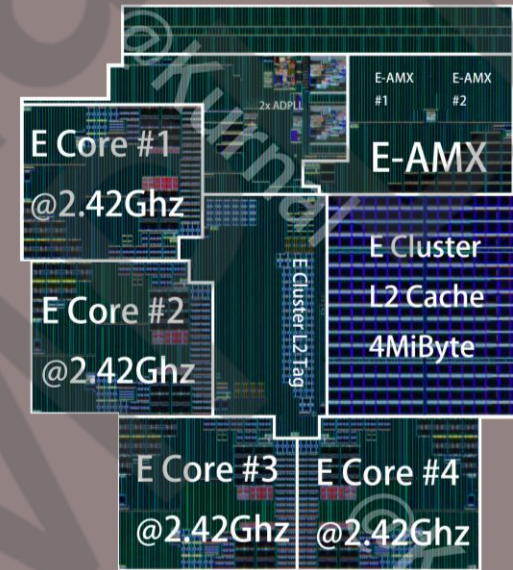 @Kurnal
2x ADPLL
E-AMX
#1
E-AMX
#2
E-AMX
E Core #1
@2.42Ghz
E Core #2
@2.42Ghz
E Cluster L2 Tag
E Cluster
L2 Cache
4MiByte
E Core #3
@2.42Ghz
E Core #4
@2.42Ghz